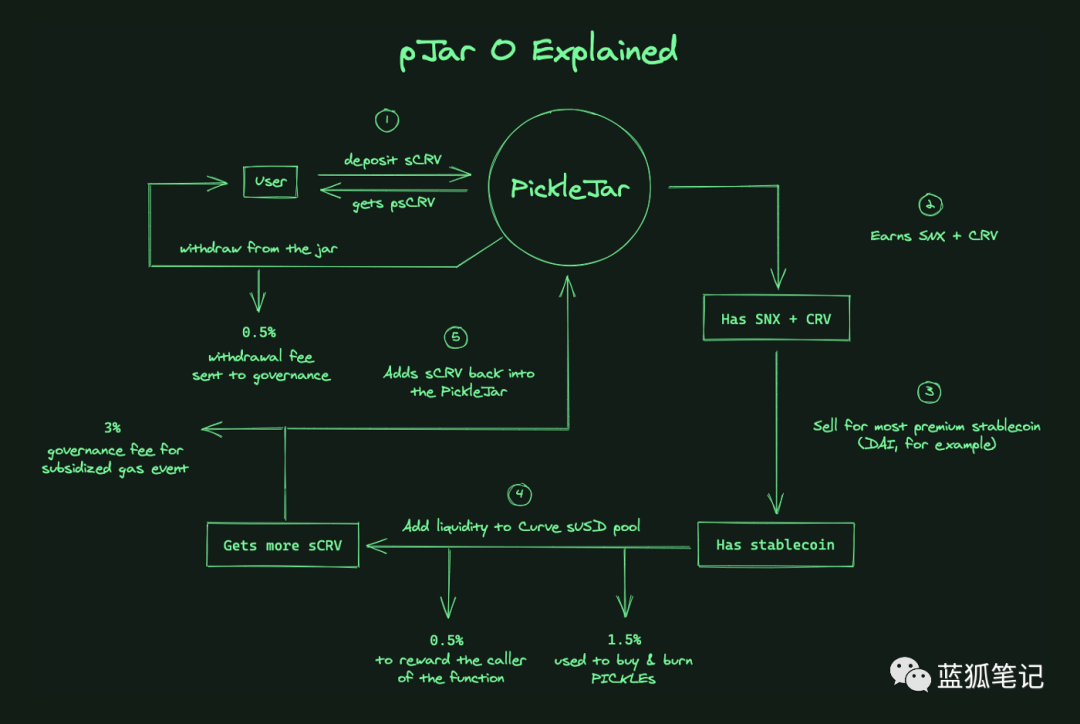 pJar 0 Explained
1
deposit sCRV
User
gets psCRV
PickleJar
2
Earns SNX + CRV
withdraw from the jar
Has SNX + CRV
0.5%
withdrawal fee
sent to governance
5
Adds sCRV back into
the PickleJar
3
Sell for most premium stablecoin
(DAI, for example)
3%
governance fee for
subsidized gas event
4
Add liquidity to Curve sUSD pool
Gets more sCRV
Has stablecoin
0.5%
to reward the caller
of the function
1.5%
used to buy & burn
PICKLEs
蓝狐笔记